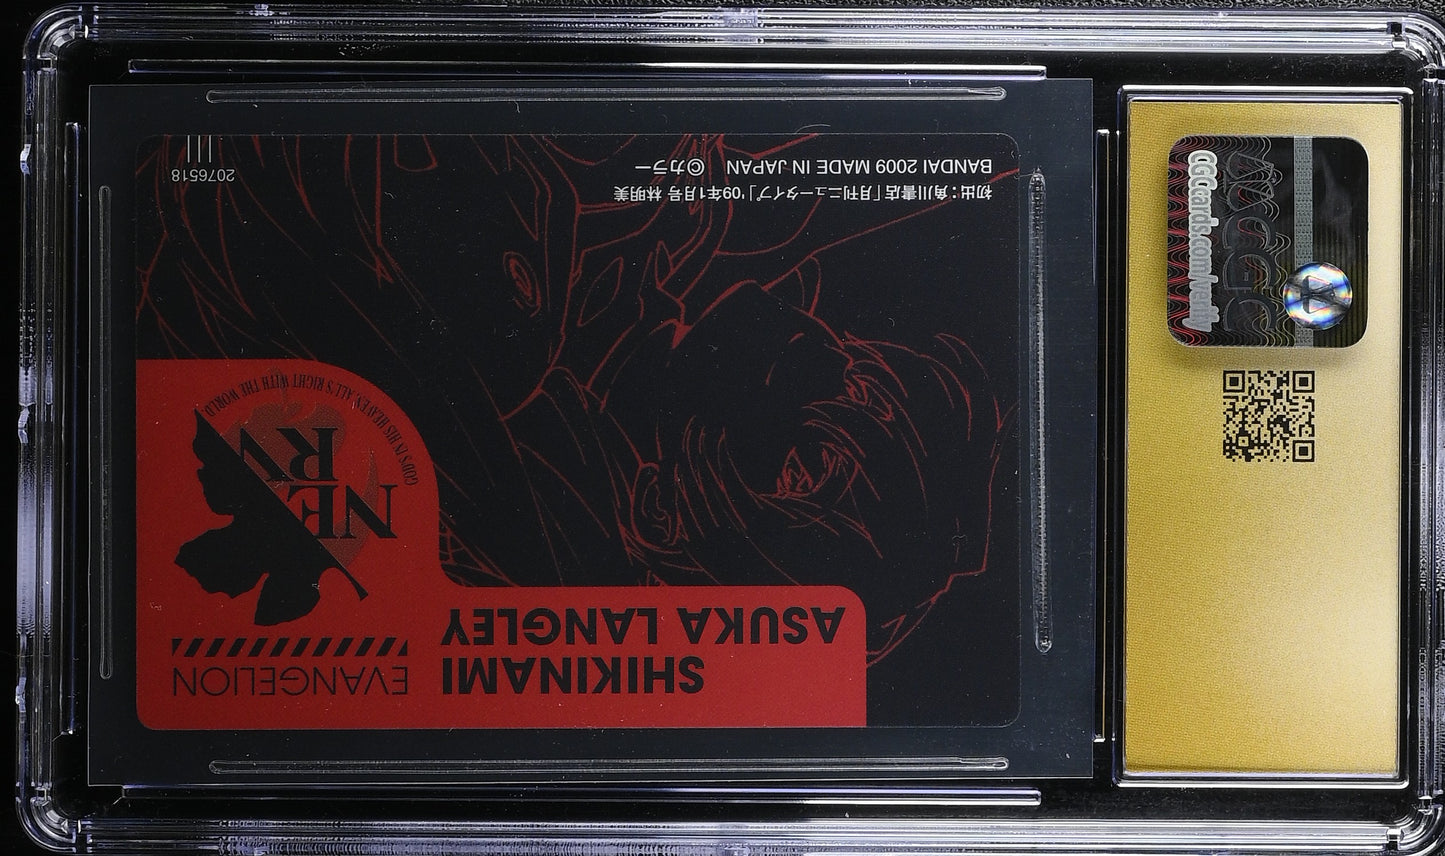 SHIKINAMI
ASUKA LANGLEY
EVANGELION
NERV
GOD'S IN HIS HEAVEN, ALL'S RIGHT WITH THE WORLD.
初出：角川書店「月刊ニュータイプ」'09年1月号 林明美
BANDAI 2009 MADE IN JAPAN ©カラー
2076518
CGCcards.com/verify
CGC